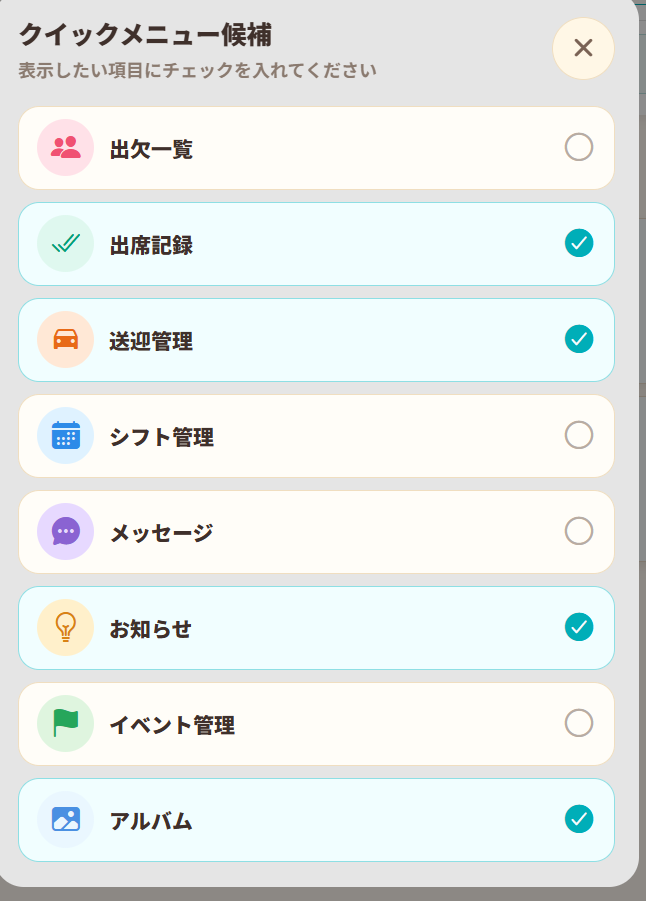 クイックメニュー候補
表示したい項目にチェックを入れてください
出欠一覧
出席記録
送迎管理
シフト管理
メッセージ
お知らせ
イベント管理
アルバム